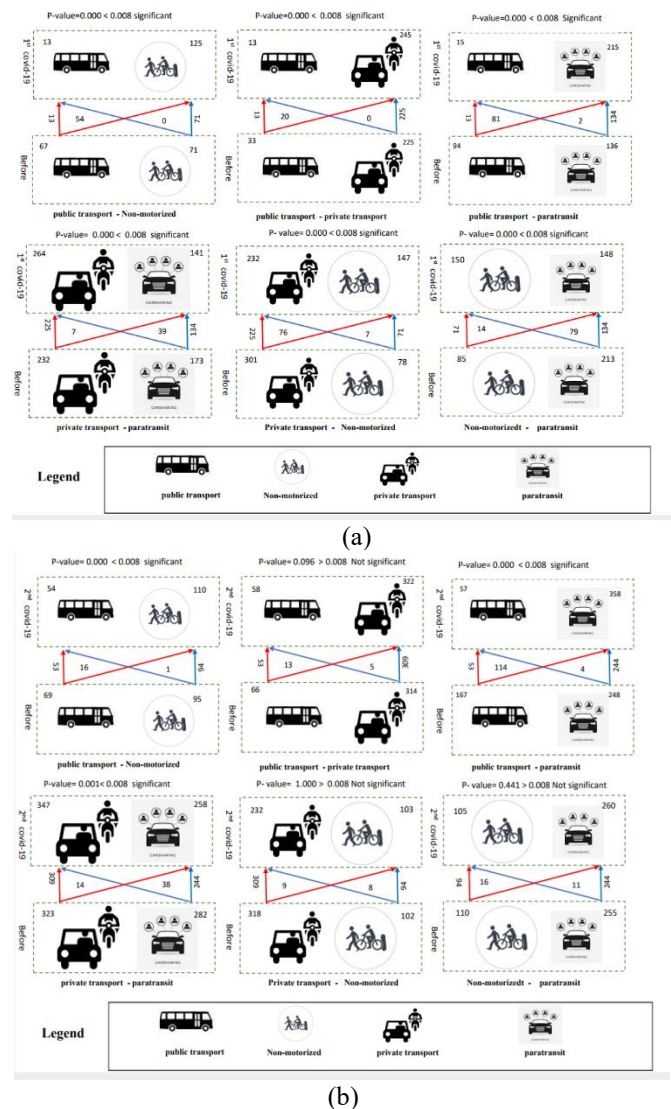 P-value=0.000 < 0.008 significant
P-value=0.000 < 0.008 significant
P-value=0.000 < 0.008 Significant
1st covid-19
13
125
1st covid-19
13
245
1st covid-19
15
215
13
54
0
71
13
20
0
225
13
81
2
134
Before
67
71
Before
33
225
Before
94
136
public transport - Non-motorized
public transport - private transport
public transport - paratransit
P-value= 0.000 < 0.008 significant
P-value= 0.000 < 0.008 significant
P-value= 0.000 < 0.008 significant
1st covid-19
264
141
CARSHARING
1st covid-19
232
147
1st covid-19
150
148
225
7
39
134
225
76
7
71
71
14
79
134
Before
232
173
CARSHARING
Before
301
78
Before
85
213
CARSHARING
private transport - paratransit
Private transport - Non-motorized
Non-motorizedt - paratransit
Legend
public transport
Non-motorized
private transport
paratransit
(a)
P-value= 0.000 < 0.008 significant
P-value= 0.096 > 0.008 Not significant
P-value= 0.000 < 0.008 significant
2nd covid-19
54
110
2nd covid-19
58
322
2nd covid-19
57
358
53
16
1
94
53
13
5
309
53
114
4
244
Before
69
95
Before
66
314
Before
167
248
public transport - Non-motorized
public transport - private transport
public transport - paratransit
P-value= 0.001< 0.008 significant
P- value= 1.000 > 0.008 Not significant
P- value= 0.441 > 0.008 Not significant
2nd covid-19
347
258
CARSHARING
2nd covid-19
232
103
2nd covid-19
105
260
309
14
38
244
309
9
8
94
94
16
11
244
Before
323
282
CARSHARING
Before
318
102
Before
110
255
private transport - paratransit
Private transport - Non-motorized
Non-motorizedt - paratransit
Legend
public transport
Non-motorized
private transport
paratransit
(b)